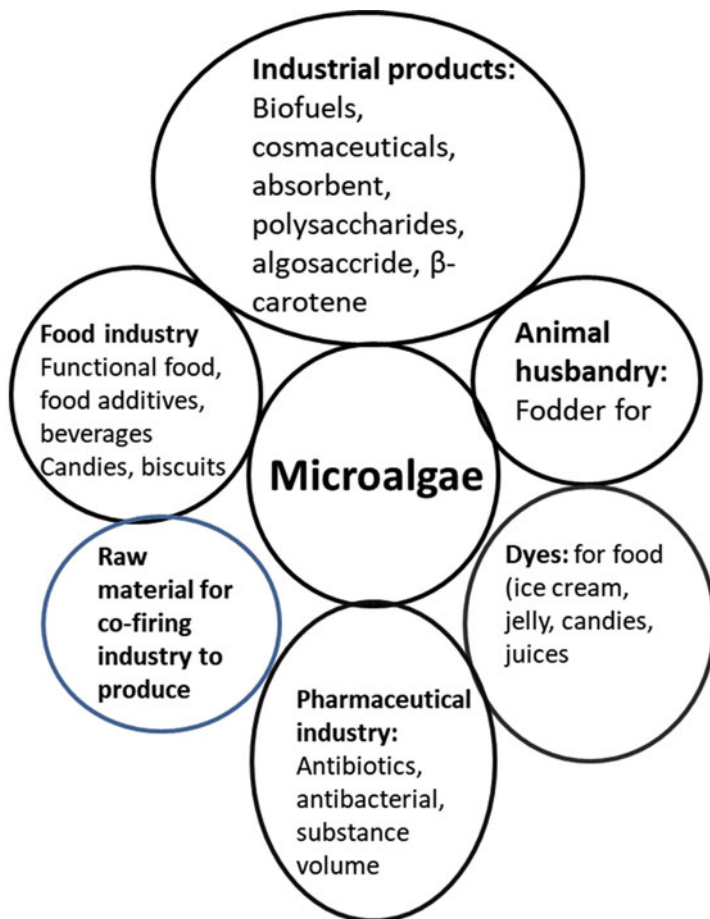 Industrial products:
Biofuels,
cosmaceuticals,
absorbent,
polysaccharides,
algosaccride, β-
carotene
Food industry
Functional food,
food additives,
beverages
Candies, biscuits
Animal
husbandry:
Fodder for
Microalgae
Raw
material for
co-firing
industry to
produce
Dyes: for food
(ice cream,
jelly, candies,
juices
Pharmaceutical
industry:
Antibiotics,
antibacterial,
substance
volume